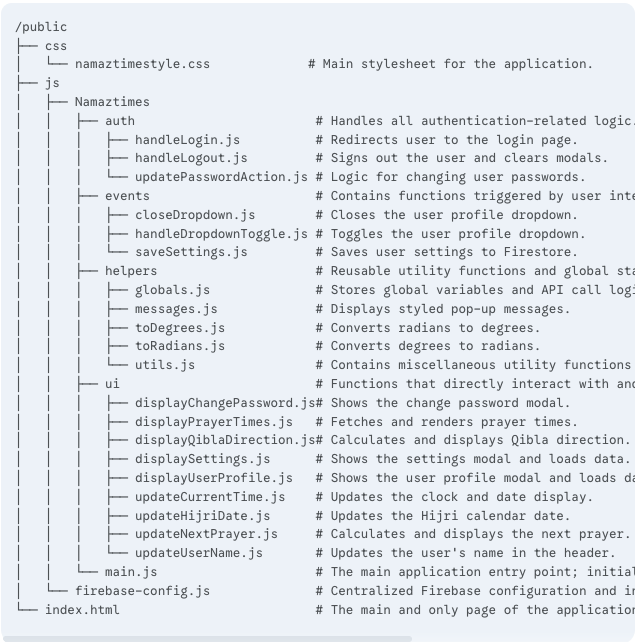 /public
├── css
│   └── namaztimestyle.css             # Main stylesheet for the application.
├── js
│   ├── Namaztimes
│   │   ├── auth                        # Handles all authentication-related logic.
│   │   │   ├── handleLogin.js          # Redirects user to the login page.
│   │   │   ├── handleLogout.js         # Signs out the user and clears modals.
│   │   │   └── updatePasswordAction.js # Logic for changing user passwords.
│   │   ├── events                      # Contains functions triggered by user inte
│   │   │   ├── closeDropdown.js        # Closes the user profile dropdown.
│   │   │   ├── handleDropdownToggle.js # Toggles the user profile dropdown.
│   │   │   └── saveSettings.js         # Saves user settings to Firestore.
│   │   ├── helpers                     # Reusable utility functions and global sta
│   │   │   ├── globals.js              # Stores global variables and API call logi
│   │   │   ├── messages.js             # Displays styled pop-up messages.
│   │   │   ├── toDegrees.js            # Converts radians to degrees.
│   │   │   ├── toRadians.js            # Converts degrees to radians.
│   │   │   └── utils.js                # Contains miscellaneous utility functions
│   │   ├── ui                          # Functions that directly interact with and
│   │   │   ├── displayChangePassword.js# Shows the change password modal.
│   │   │   ├── displayPrayerTimes.js   # Fetches and renders prayer times.
│   │   │   ├── displayQiblaDirection.js# Calculates and displays Qibla direction.
│   │   │   ├── displaySettings.js      # Shows the settings modal and loads data.
│   │   │   ├── displayUserProfile.js   # Shows the user profile modal and loads da
│   │   │   ├── updateCurrentTime.js    # Updates the clock and date display.
│   │   │   ├── updateHijriDate.js      # Updates the Hijri calendar date.
│   │   │   ├── updateNextPrayer.js     # Calculates and displays the next prayer.
│   │   │   └── updateUserName.js       # Updates the user's name in the header.
│   │   └── main.js                     # The main application entry point; initial
│   └── firebase-config.js              # Centralized Firebase configuration and in
└── index.html                          # The main and only page of the application